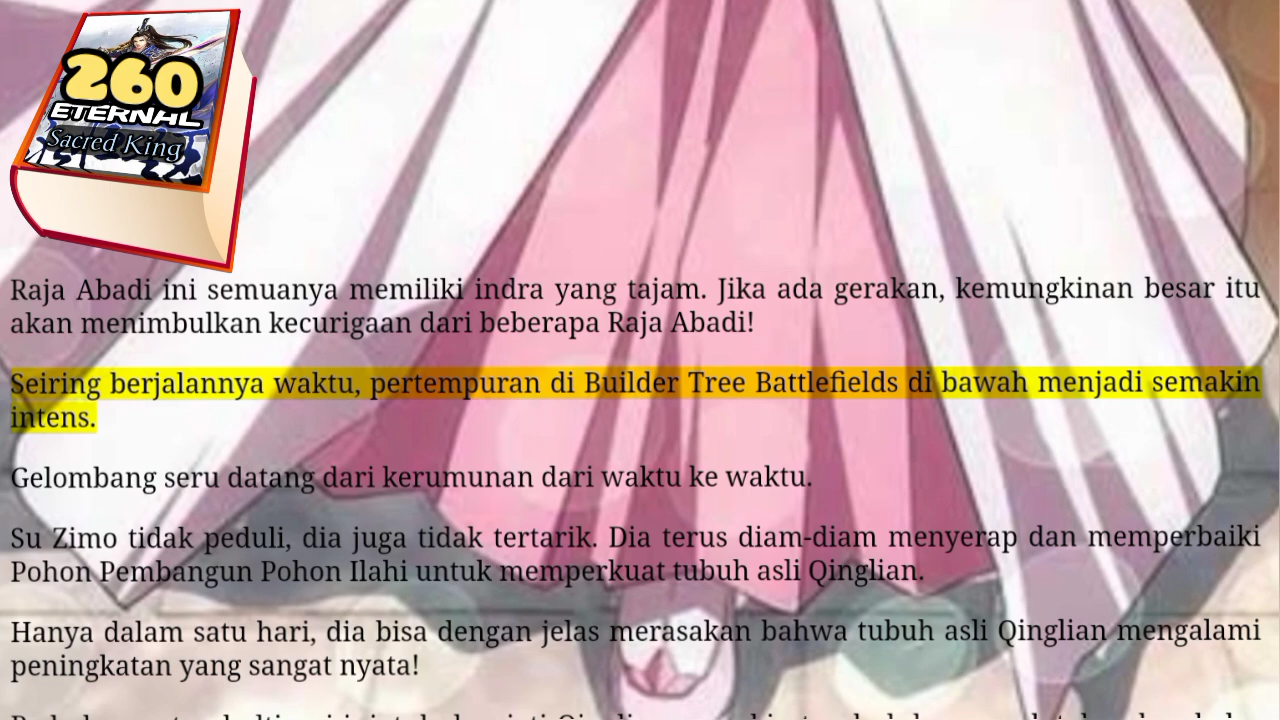 260
ETERNAL
Sacred King
Raja Abadi ini semuanya memiliki indra yang tajam. Jika ada gerakan, kemungkinan besar itu
akan menimbulkan kecurigaan dari beberapa Raja Abadi!
Seiring berjalannya waktu, pertempuran di Builder Tree Battlefields di bawah menjadi semakin
intens.
Gelombang seru datang dari kerumunan dari waktu ke waktu.
Su Zimo tidak peduli, dia juga tidak tertarik. Dia terus diam-diam menyerap dan memperbaiki
Pohon Pembangun Pohon Ilahi untuk memperkuat tubuh asli Qinglian.
Hanya dalam satu hari, dia bisa dengan jelas merasakan bahwa tubuh asli Qinglian mengalami
peningkatan yang sangat nyata!